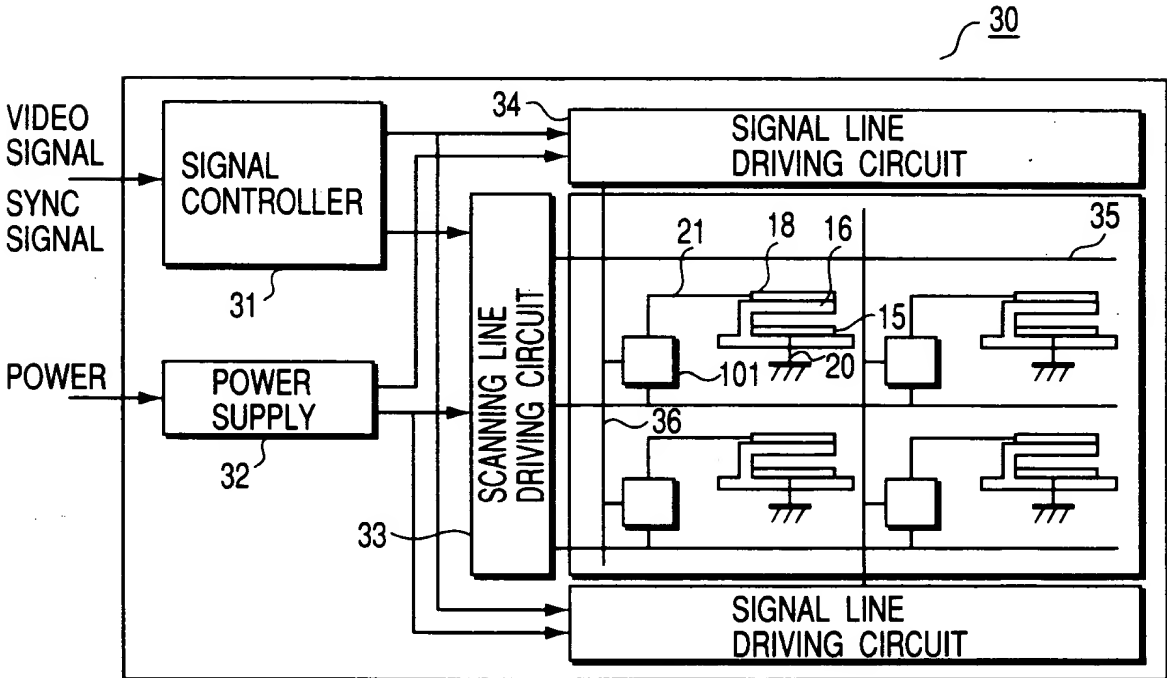 30
34
VIDEO
SIGNAL
SYNC
SIGNAL
SIGNAL
CONTROLLER
31
SIGNAL LINE
DRIVING CIRCUIT
21
18
16
35
15
101
20
POWER
POWER
SUPPLY
32
SCANNING LINE
DRIVING CIRCUIT
33
36
SIGNAL LINE
DRIVING CIRCUIT